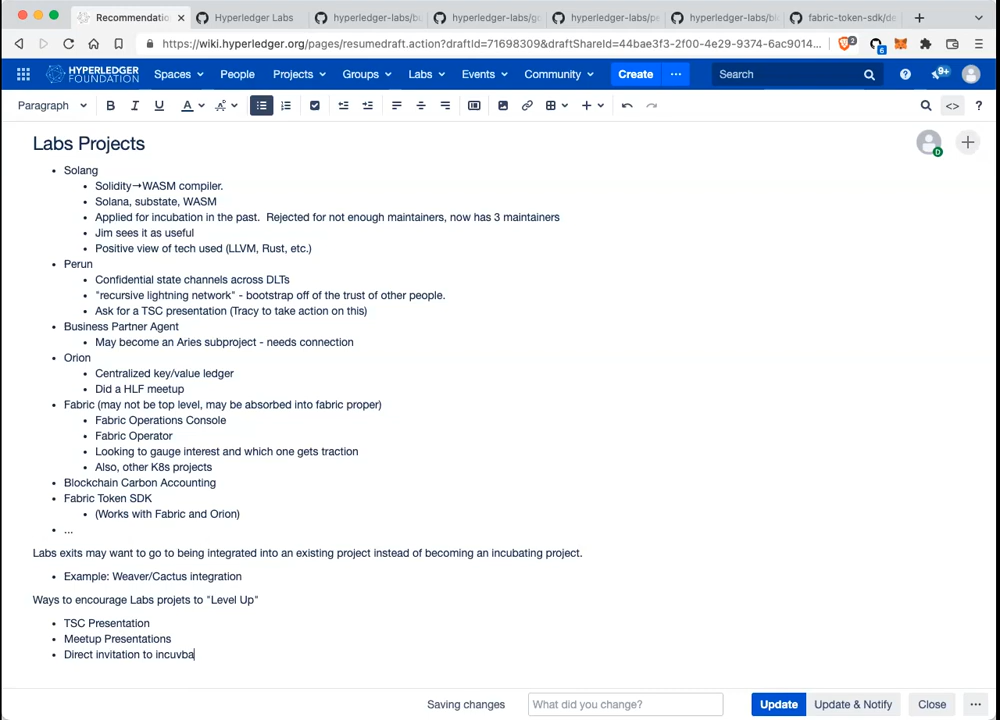 Recommendatio
Hyperledger Labs
hyperledger-labs/bu
hyperledger-labs/g
hyperledger-labs/pe
hyperledger-labs/blo
fabric-token-sdk/de
https://wiki.hyperledger.org/pages/resumedraft.action?draftId=71698309&draftShareId=44bae3f3-2f00-4e29-9374-6ac9014...
2
6
HYPERLEDGER
FOUNDATION
Spaces
People
Projects
Groups
Labs
Events
Community
Create
Search
9+
Paragraph
Labs Projects
Solang
Solidity→WASM compiler.
Solana, substate, WASM
Applied for incubation in the past. Rejected for not enough maintainers, now has 3 maintainers
Jim sees it as useful
Positive view of tech used (LLVM, Rust, etc.)
Perun
Confidential state channels across DLTs
"recursive lightning network" - bootstrap off of the trust of other people.
Ask for a TSC presentation (Tracy to take action on this)
Business Partner Agent
May become an Aries subproject - needs connection
Orion
Centralized key/value ledger
Did a HLF meetup
Fabric (may not be top level, may be absorbed into fabric proper)
Fabric Operations Console
Fabric Operator
Looking to gauge interest and which one gets traction
Also, other K8s projects
Blockchain Carbon Accounting
Fabric Token SDK
(Works with Fabric and Orion)
...
Labs exits may want to go to being integrated into an existing project instead of becoming an incubating project.
Example: Weaver/Cactus integration
Ways to encourage Labs projets to "Level Up"
TSC Presentation
Meetup Presentations
Direct invitation to incuvba
Saving changes
What did you change?
Update
Update & Notify
Close